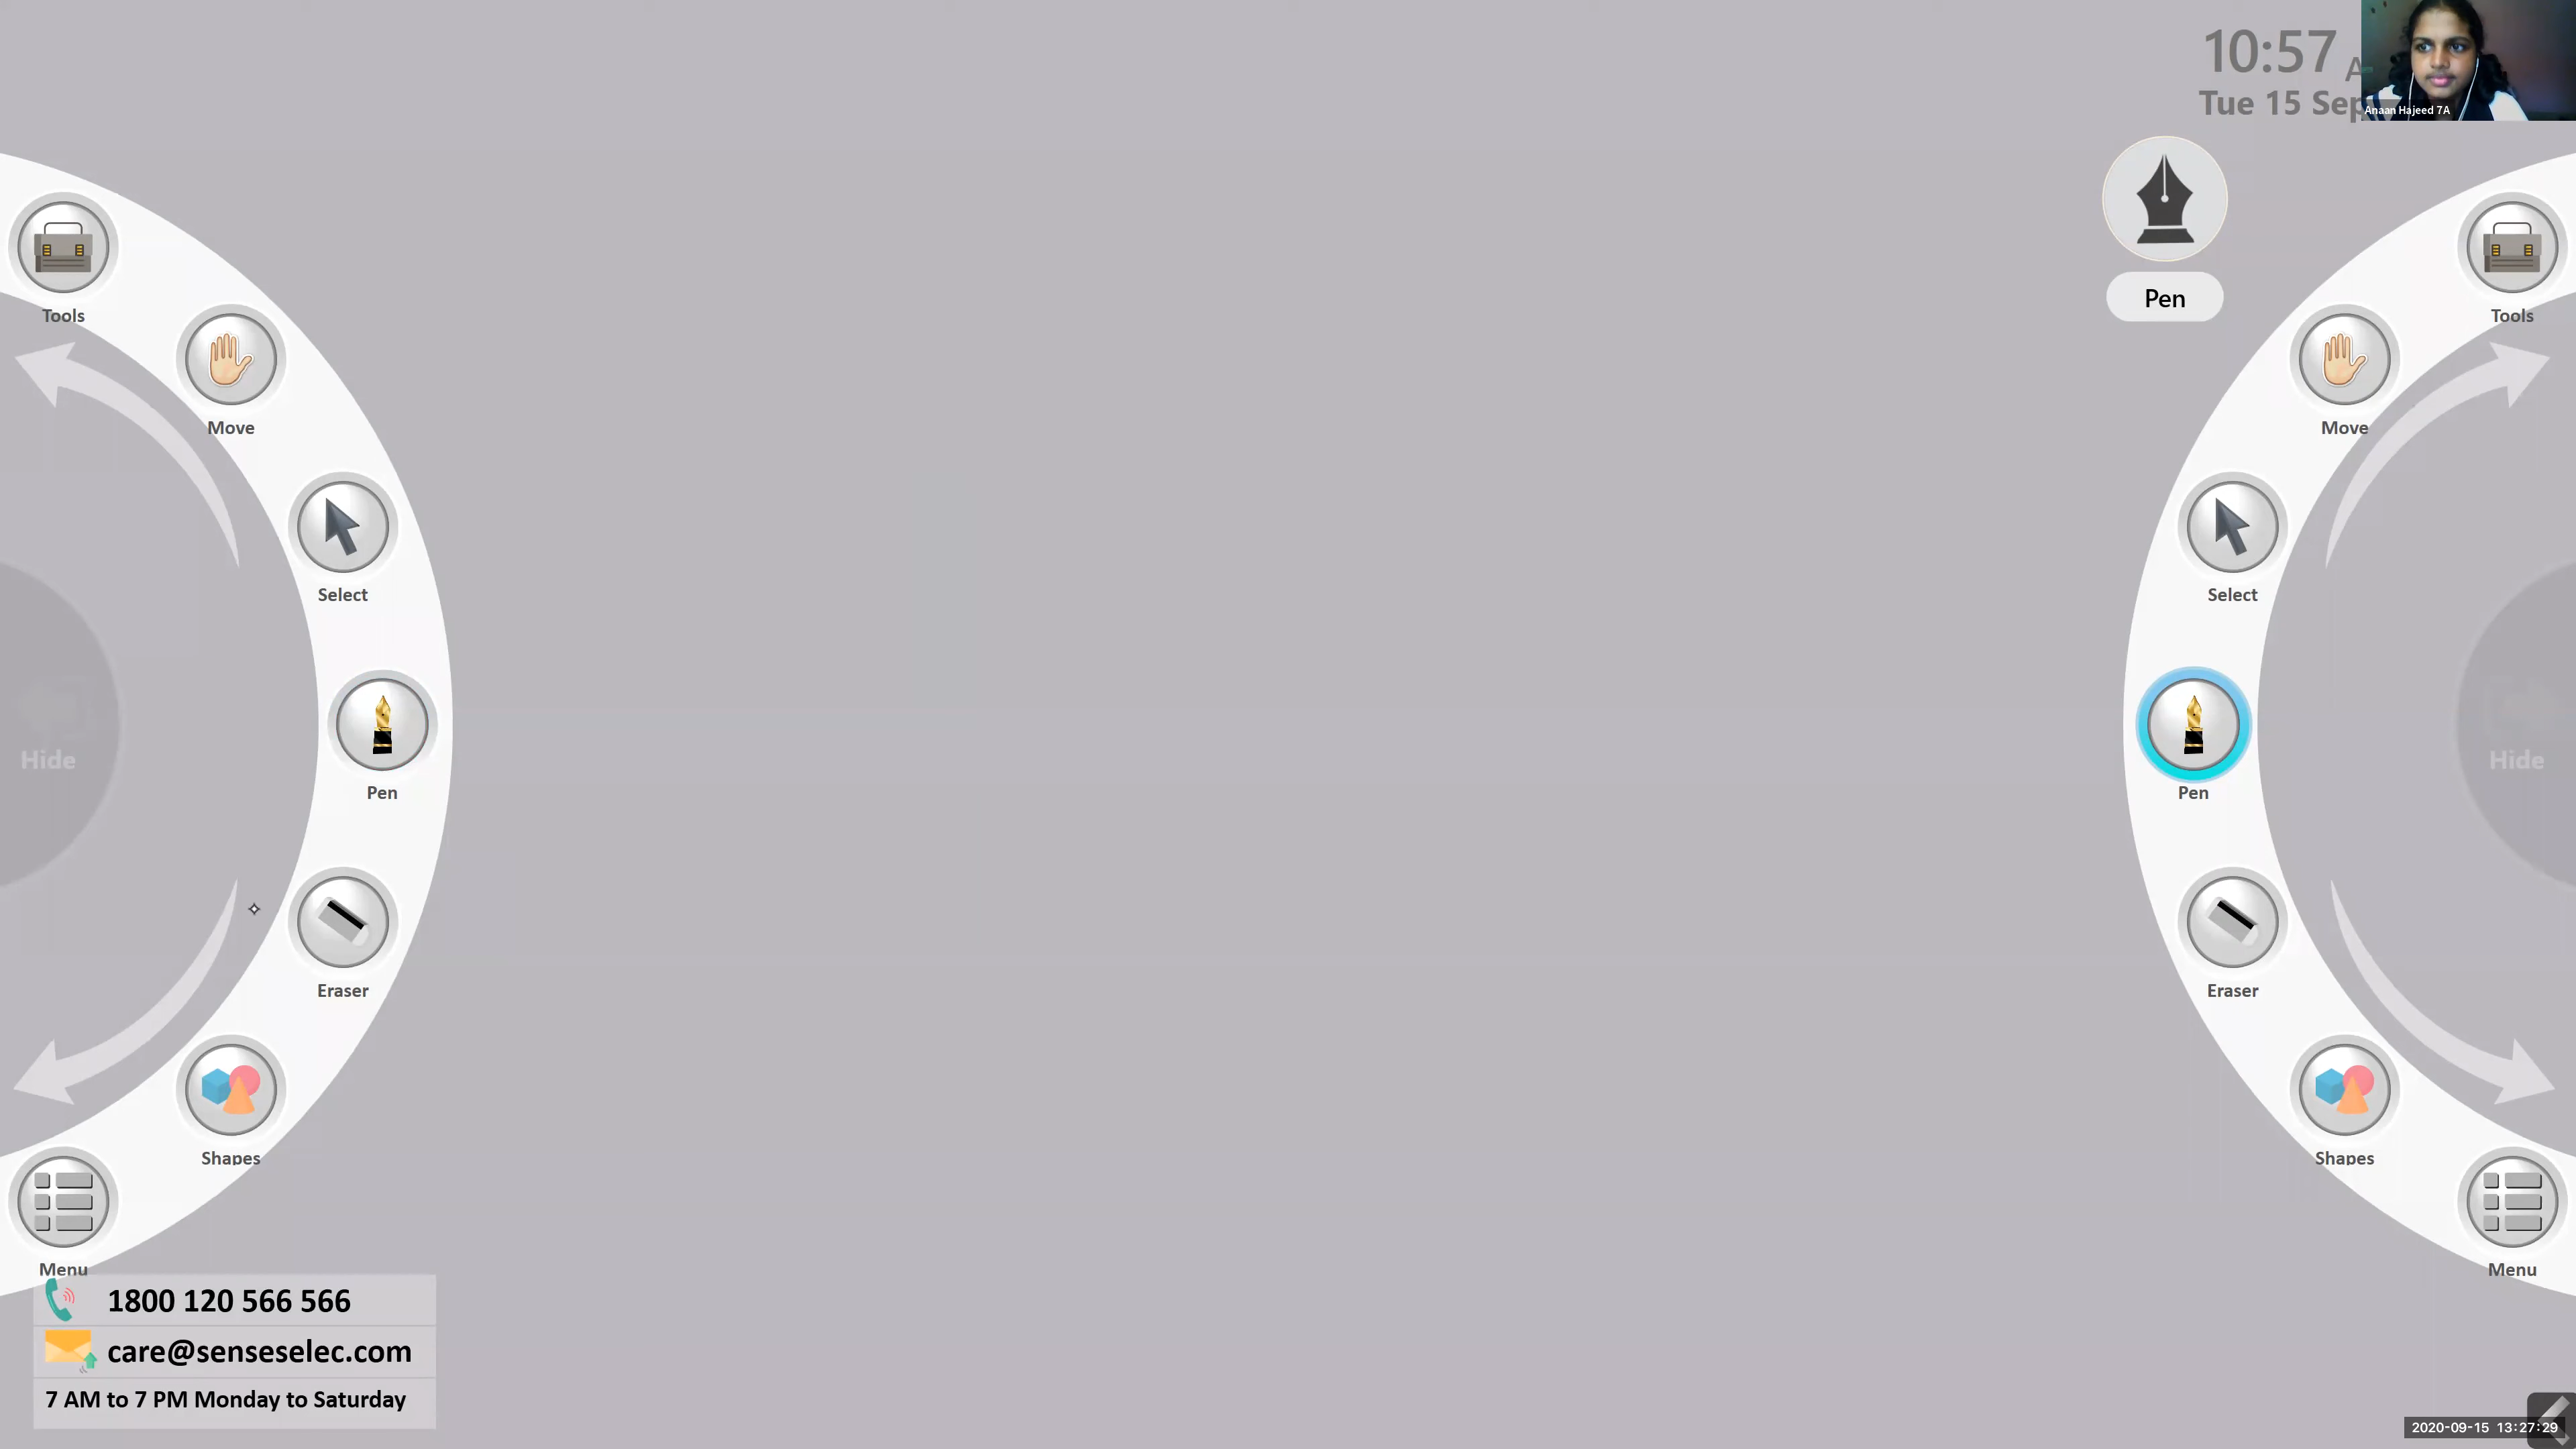 10:57
Tue 15 Sep
Anaan Hajeed 7A
Pen
Tools
Move
Select
Pen
Eraser
Shapes
Menu
Hide
Tools
Move
Select
Pen
Eraser
Shapes
Menu
Hide
1800 120 566 566
care@senseselec.com
7 AM to 7 PM Monday to Saturday
2020-09-15 13:27:29